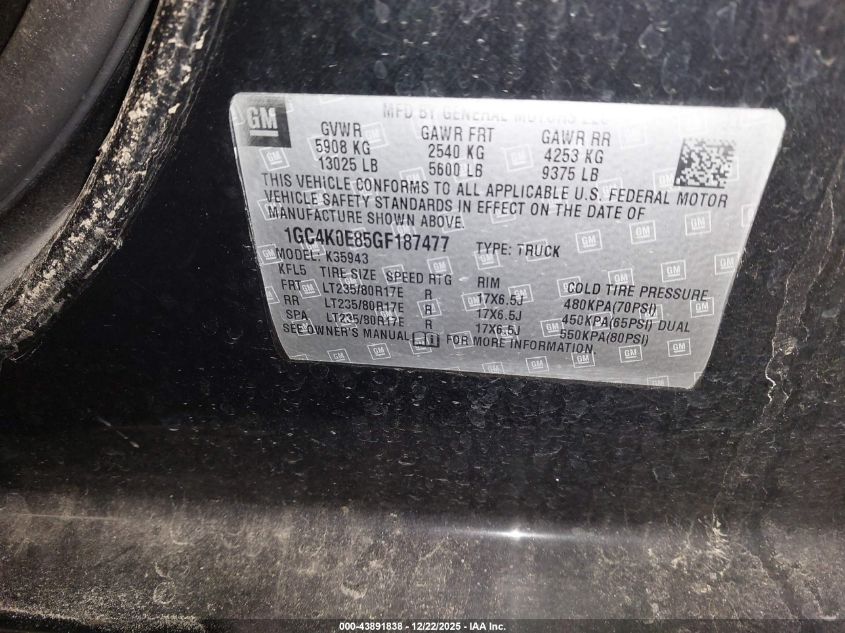 MFD BY GENERAL MOTORS LLC
GM
GVWR GAWR FRT GAWR RR
5908 KG 2540 KG 4253 KG
13025 LB 5600 LB 9375 LB
THIS VEHICLE CONFORMS TO ALL APPLICABLE U.S. FEDERAL MOTOR
VEHICLE SAFETY STANDARDS IN EFFECT ON THE DATE OF
MANUFACTURE SHOWN ABOVE.
1GC4K0E85GF187477 TYPE: TRUCK
MODEL: K35943
KFL5 TIRE SIZE SPEED RTG RIM COLD TIRE PRESSURE
FRT LT235/80R17E R 17X6.5J 480KPA(70PSI)
RR LT235/80R17E R 17X6.5J 450KPA(65PSI) DUAL
SPA LT235/80R17E R 17X6.5J 550KPA(80PSI)
SEE OWNER'S MANUAL FOR MORE INFORMATION.
000-43891838 | 12/22/2025 - IAA Inc.